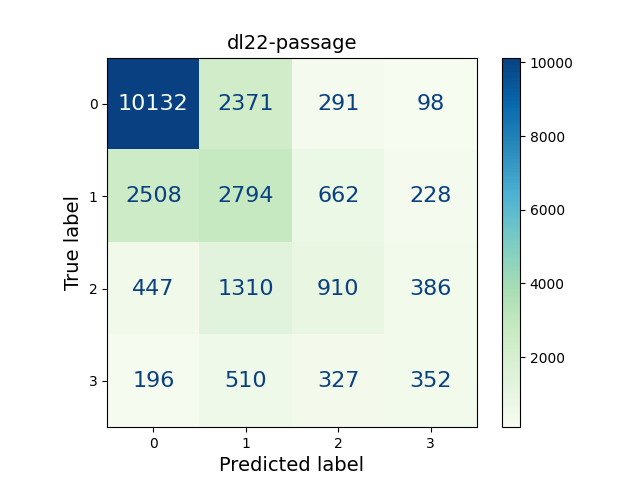 dl22-passage
0 10132 2371 291 98
1 2508 2794 662 228
2 447 1310 910 386
3 196 510 327 352
0 1 2 3
True label
Predicted label
10000
8000
6000
4000
2000